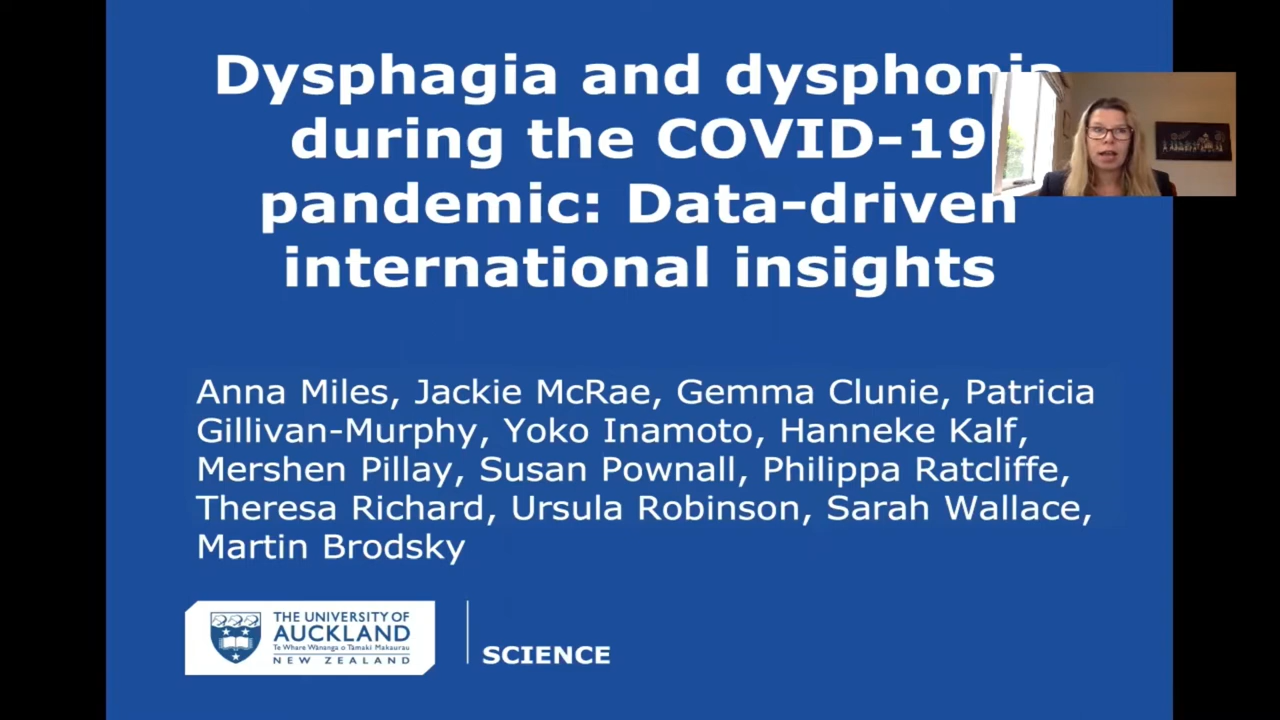 Dysphagia and dysphonia
during the COVID-19
pandemic: Data-driven
international insights
Anna Miles, Jackie McRae, Gemma Clunie, Patricia
Gillivan-Murphy, Yoko Inamoto, Hanneke Kalf,
Mershen Pillay, Susan Pownall, Philippa Ratcliffe,
Theresa Richard, Ursula Robinson, Sarah Wallace,
Martin Brodsky
THE UNIVERSITY OF
AUCKLAND
Te Whare Wānanga o Tāmaki Makaurau
NEW ZEALAND
SCIENCE